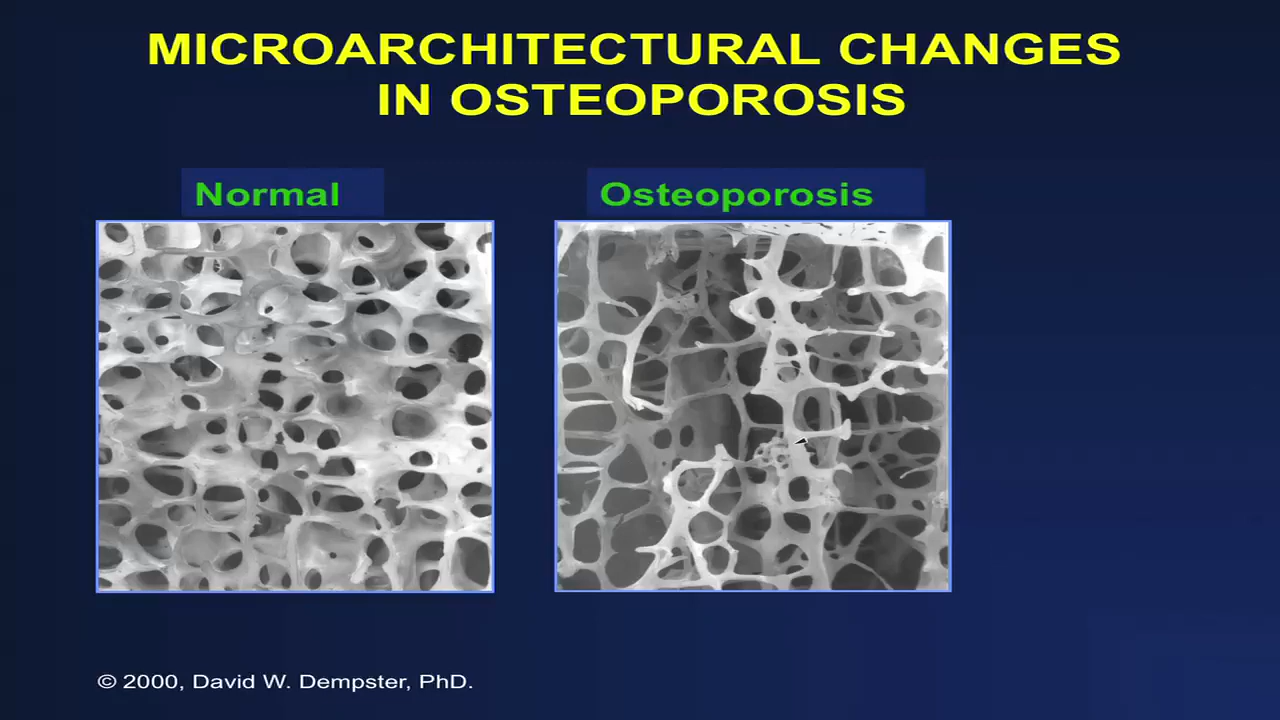 MICROARCHITECTURAL CHANGES
IN OSTEOPOROSIS
Normal
Osteoporosis
© 2000, David W. Dempster, PhD.